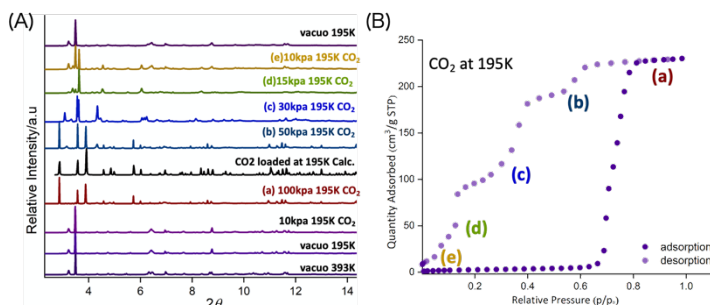 (A)
vacuo 195K
(e)10kpa 195K CO₂
(d)15kpa 195K CO₂
(c) 30kpa 195K CO₂
(b) 50kpa 195K CO₂
CO2 loaded at 195K Calc.
(a) 100kpa 195K CO₂
10kpa 195K CO₂
vacuo 195K
vacuo 393K
Relative Intensity/a.u
4 6 8 10 12 14
2θ
(B)
CO₂ at 195K
(a)
(b)
(c)
(d)
(e)
250
200
150
100
50
0
Quantity Adsorbed (cm³/g STP)
adsorption
desorption
0.0 0.2 0.4 0.6 0.8 1.0
Relative Pressure (p/p₀)